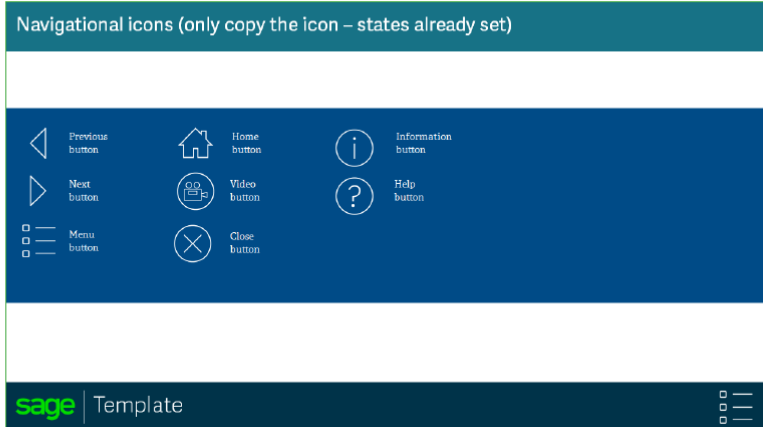 Navigational icons (only copy the icon – states already set)
Previous
button
Home
button
Information
button
Next
button
Video
button
Help
button
Menu
button
Close
button
sage Template